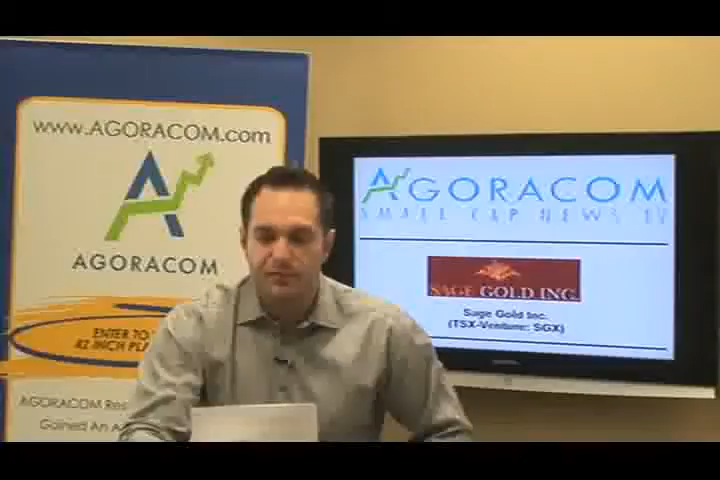 www.AGORACOM.com
AGORACOM
ENTER TO
42 INCH PLA
AGORACOM Res
Gained An A
AGORACOM
SMALL CAP NEWS TV
SAGE GOLD INC.
Sage Gold Inc.
(TSX-Venture: SGX)